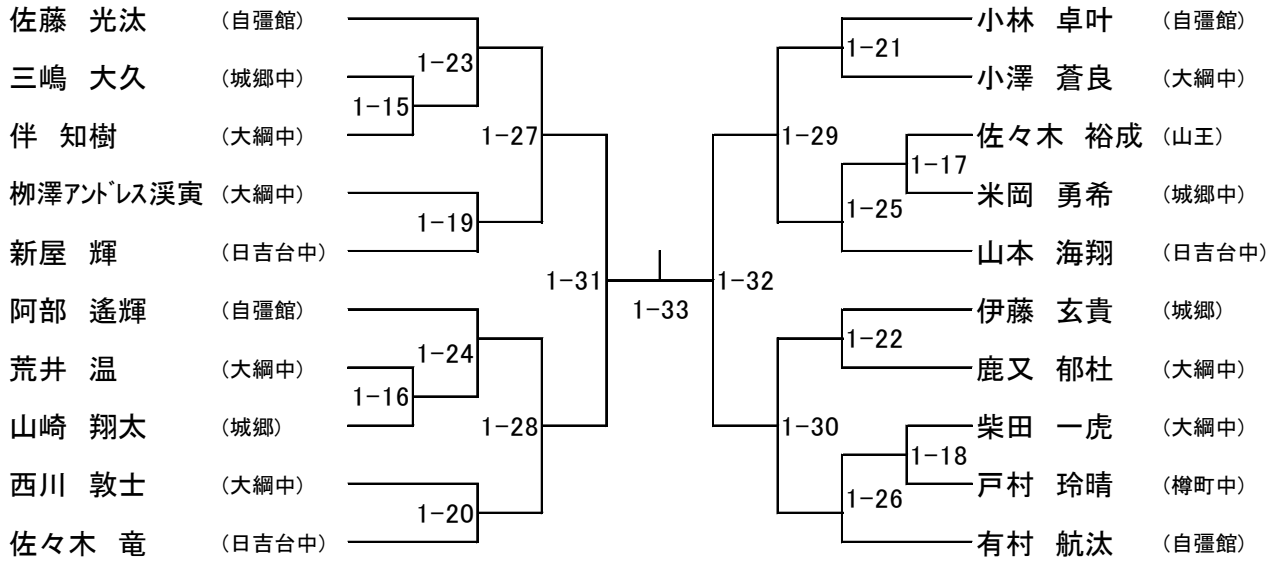 佐藤 光汰 (自彊館)
三嶋 大久 (城郷中)
伴 知樹 (大綱中)
栁澤アンドレス渓寅 (大綱中)
新屋 輝 (日吉台中)
阿部 遙輝 (自彊館)
荒井 温 (大綱中)
山崎 翔太 (城郷)
西川 敦士 (大綱中)
佐々木 竜 (日吉台中)
1-23
1-15
1-27
1-19
1-31
1-24
1-16
1-28
1-20
1-33
1-21
1-29
1-17
1-25
1-32
1-22
1-30
1-18
1-26
小林 卓叶 (自彊館)
小澤 蒼良 (大綱中)
佐々木 裕成 (山王)
米岡 勇希 (城郷中)
山本 海翔 (日吉台中)
伊藤 玄貴 (城郷)
鹿又 郁杜 (大綱中)
柴田 一虎 (大綱中)
戸村 玲晴 (樽町中)
有村 航汰 (自彊館)